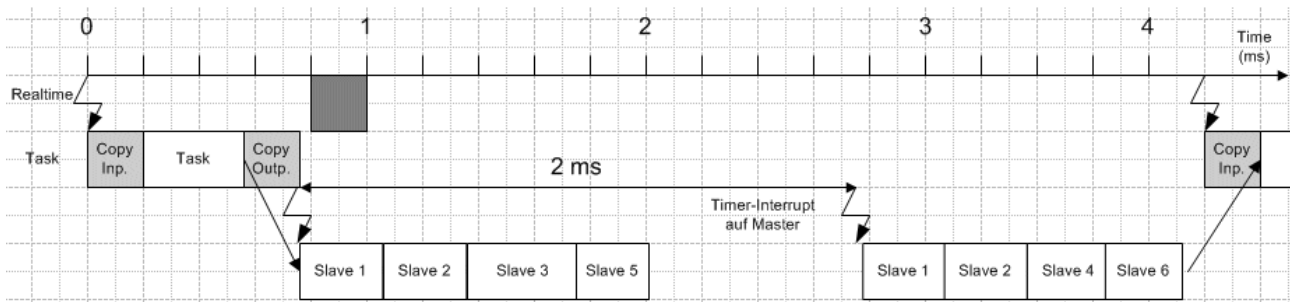 0
1
2
3
4
Time
(ms)
Realtime
Task
Copy
Inp.
Task
Copy
Outp.
2 ms
Timer-Interrupt
auf Master
Copy
Inp.
Slave 1
Slave 2
Slave 3
Slave 5
Slave 1
Slave 2
Slave 4
Slave 6